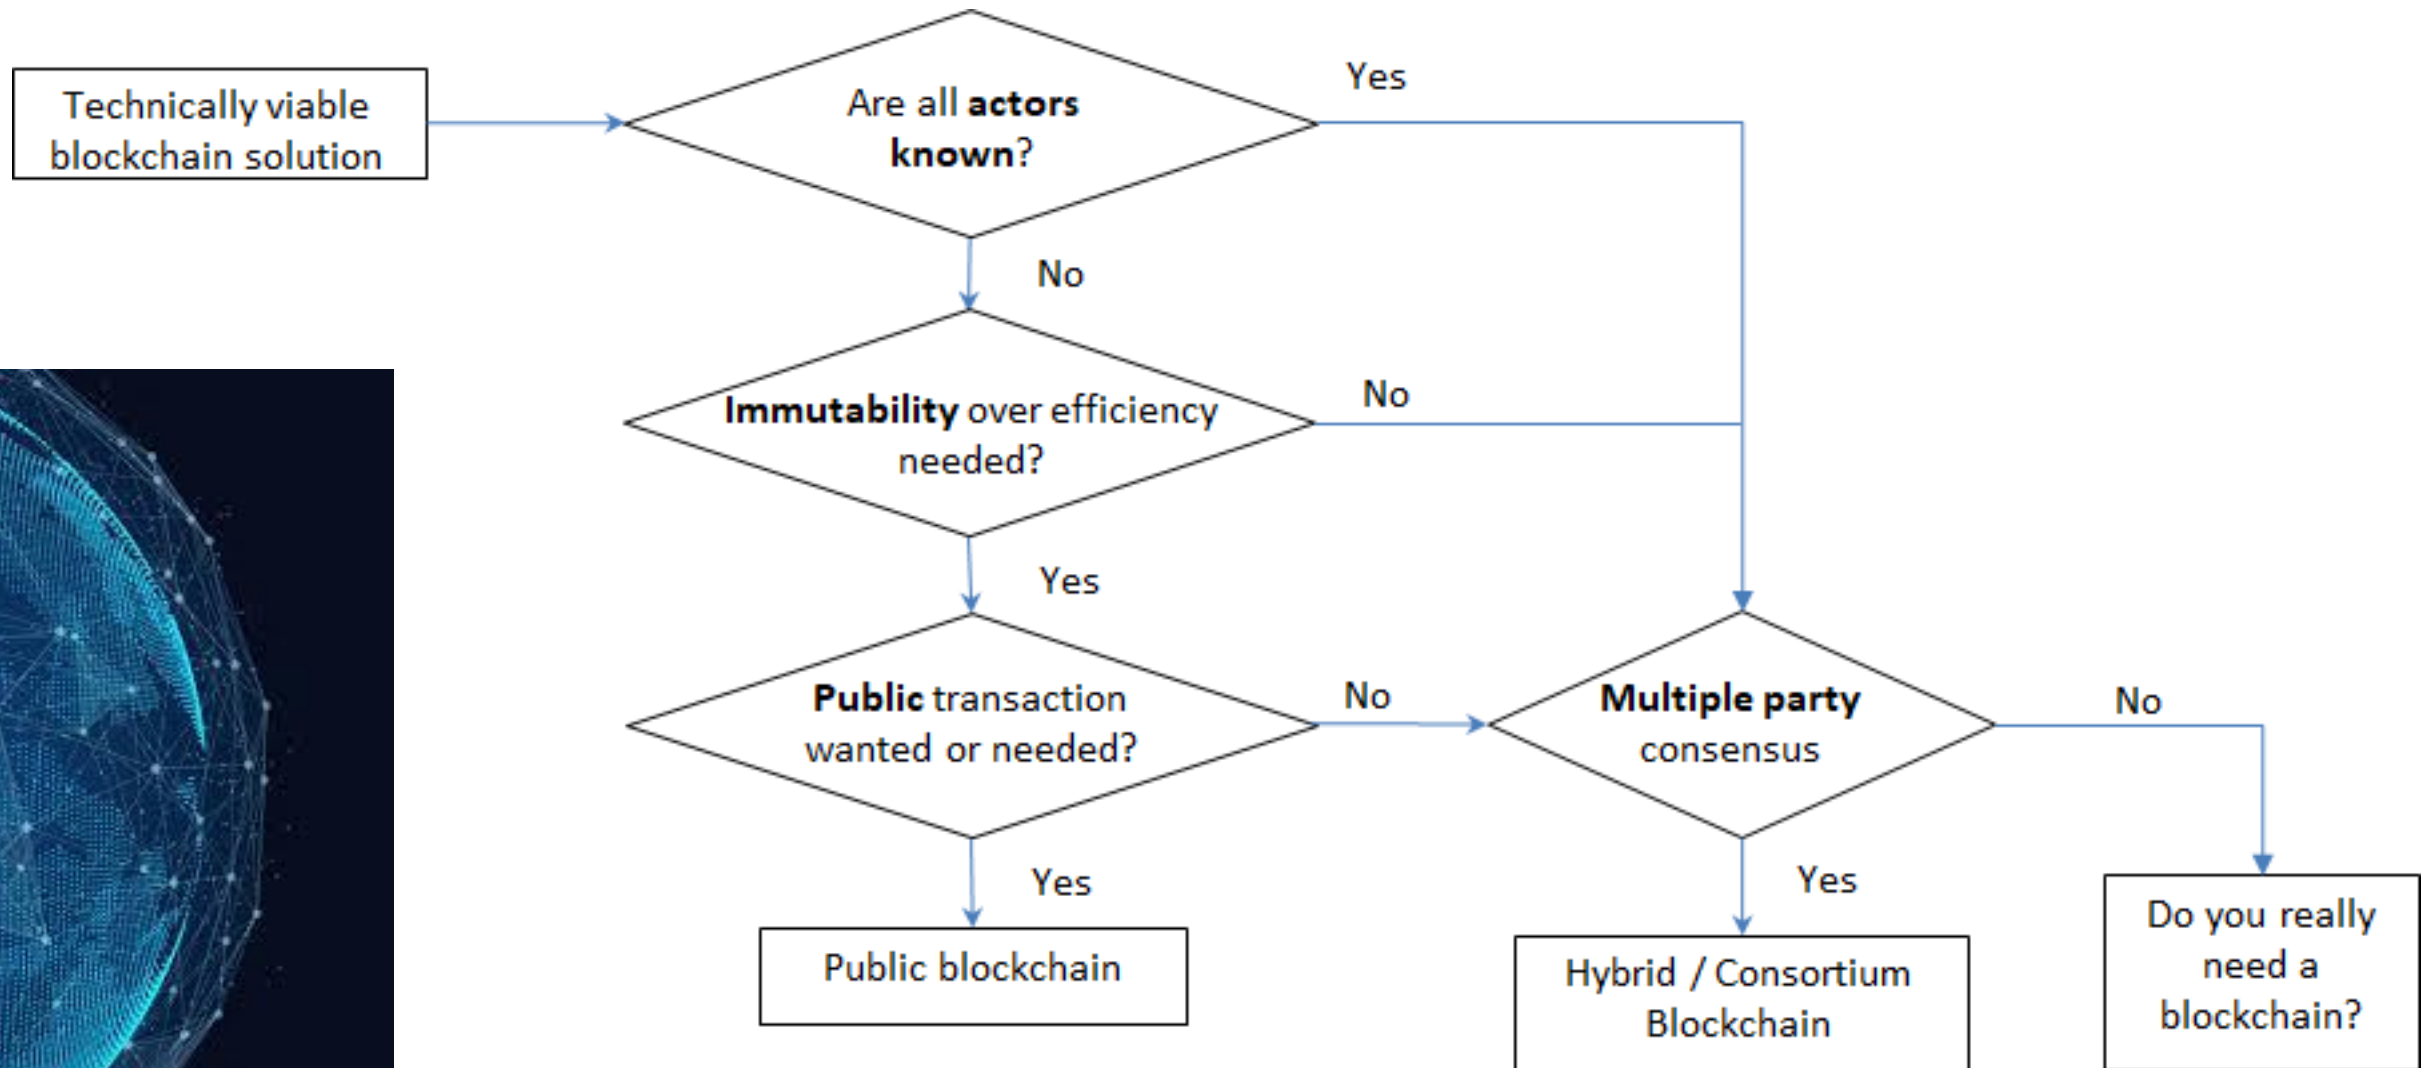 Technically viable
blockchain solution
Are all actors
known?
Yes
No
Immutability over efficiency
needed?
No
Yes
Public transaction
wanted or needed?
No
Multiple party
consensus
No
Yes
Public blockchain
Yes
Hybrid / Consortium
Blockchain
Do you really
need a
blockchain?